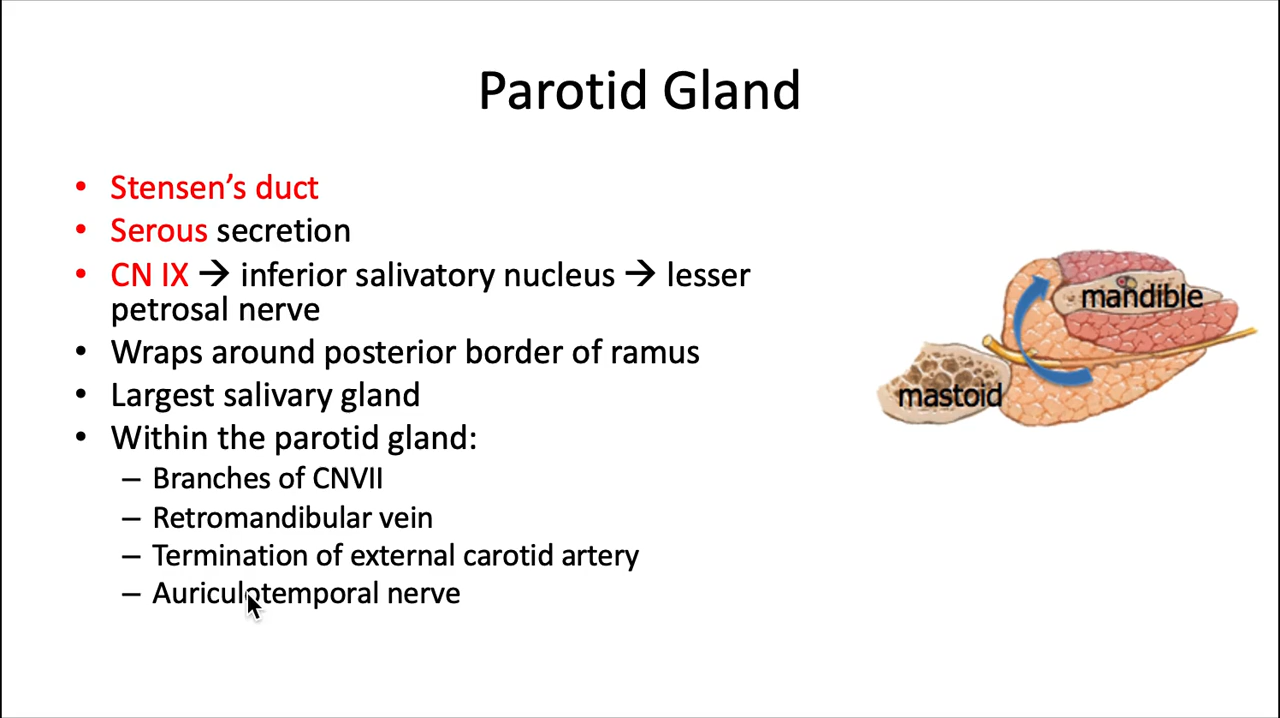 Parotid Gland
• Stensen’s duct
• Serous secretion
• CN IX → inferior salivatory nucleus → lesser
petrosal nerve
• Wraps around posterior border of ramus
• Largest salivary gland
• Within the parotid gland:
– Branches of CNVII
– Retromandibular vein
– Termination of external carotid artery
– Auriculotemporal nerve
mandible
mastoid